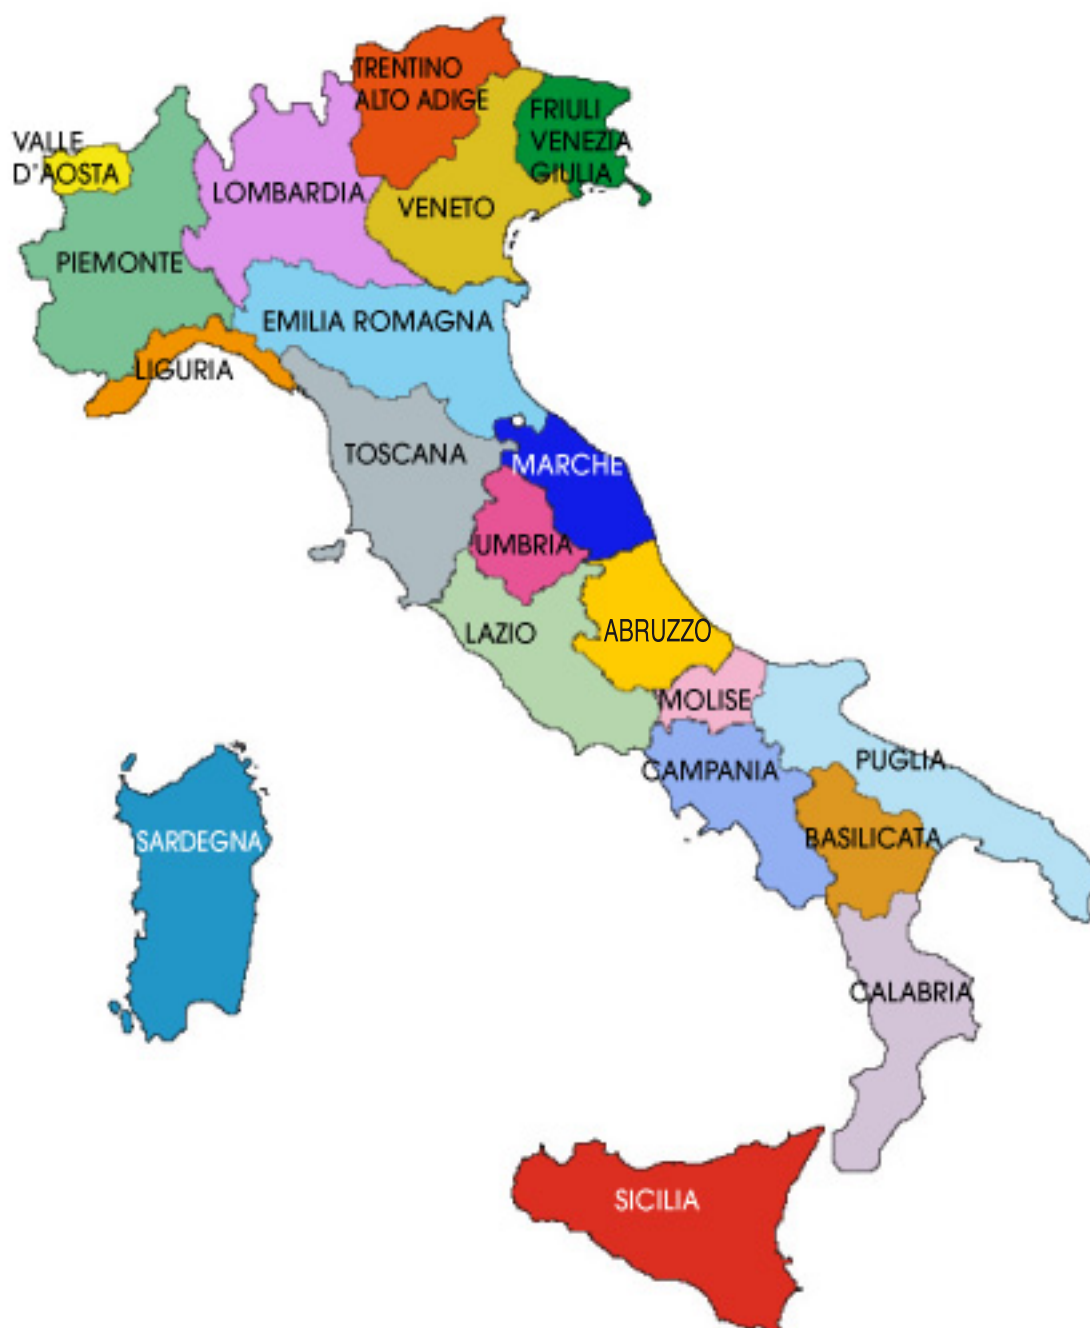 TRENTINO
ALTO ADIGE
FRIULI
VENEZIA
GIULIA
VALLE
D'AOSTA
LOMBARDIA
VENETO
PIEMONTE
EMILIA ROMAGNA
LIGURIA
TOSCANA
MARCHE
UMBRIA
LAZIO
ABRUZZO
MOLISE
PUGLIA
CAMPANIA
SARDEGNA
BASILICATA
CALABRIA
SICILIA